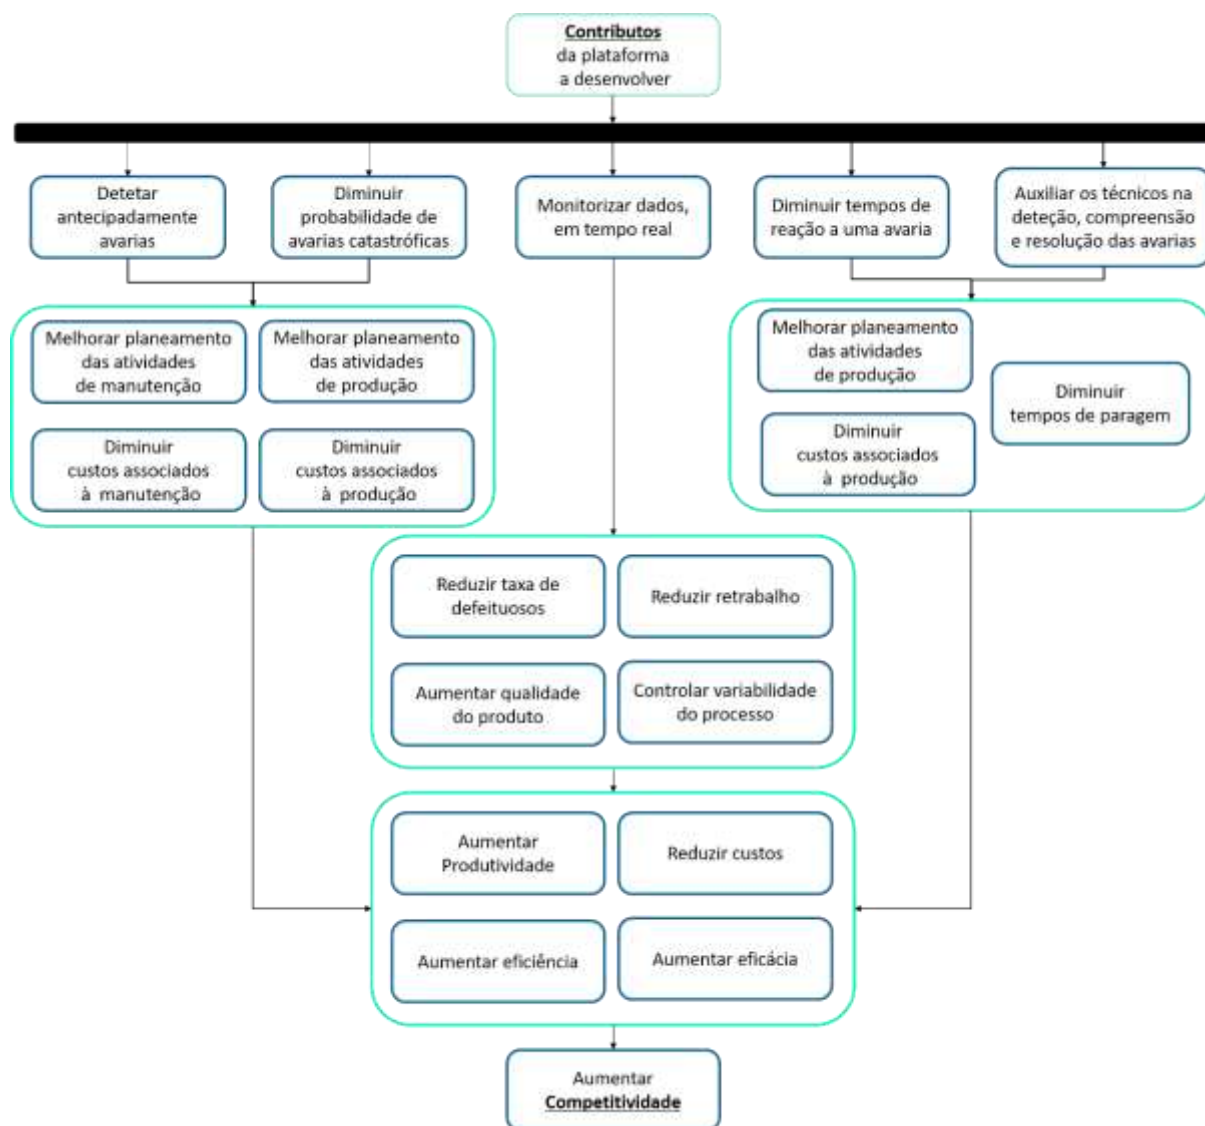 Contributos
da plataforma
a desenvolver
Detetar
antecipadamente
avarias
Diminuir
probabilidade de
avarias catastróficas
Monitorizar dados,
em tempo real
Diminuir tempos de
reação a uma avaria
Auxiliar os técnicos na
deteção, compreensão
e resolução das avarias
Melhorar planeamento
das atividades
de manutenção
Melhorar planeamento
das atividades
de produção
Diminuir
custos associados
à manutenção
Diminuir
custos associados
à produção
Melhorar planeamento
das atividades
de produção
Diminuir
tempos de paragem
Diminuir
custos associados
à produção
Reduzir taxa de
defeituosos
Reduzir retrabalho
Aumentar qualidade
do produto
Controlar variabilidade
do processo
Aumentar
Produtividade
Reduzir custos
Aumentar eficiência
Aumentar eficácia
Aumentar
Competitividade